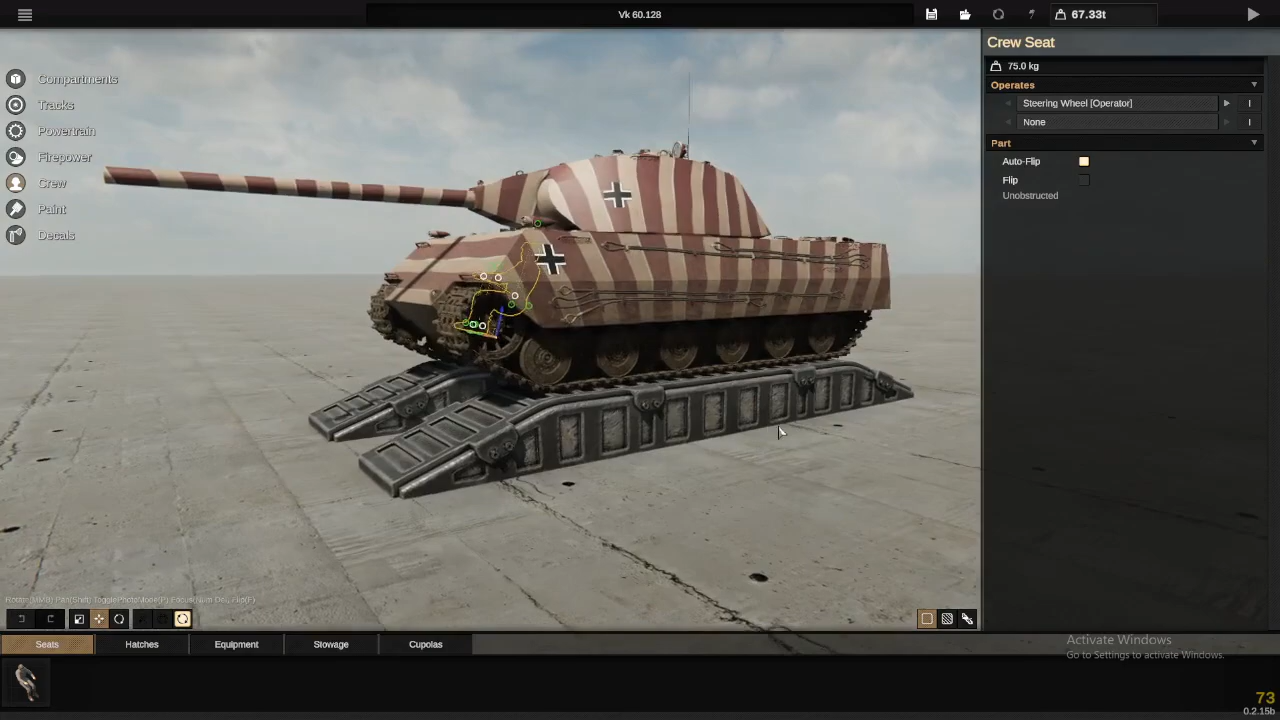 Vk 60.128
67.33t
Compartments
Tracks
Powertrain
Firepower
Crew
Paint
Decals
Crew Seat
75.0 kg
Operates
Steering Wheel [Operator]
I
None
I
Part
Auto-Flip
Flip
Unobstructed
Seats
Hatches
Equipment
Stowage
Cupolas
Activate Windows
Go to Settings to activate Windows.
73
0.2.15b